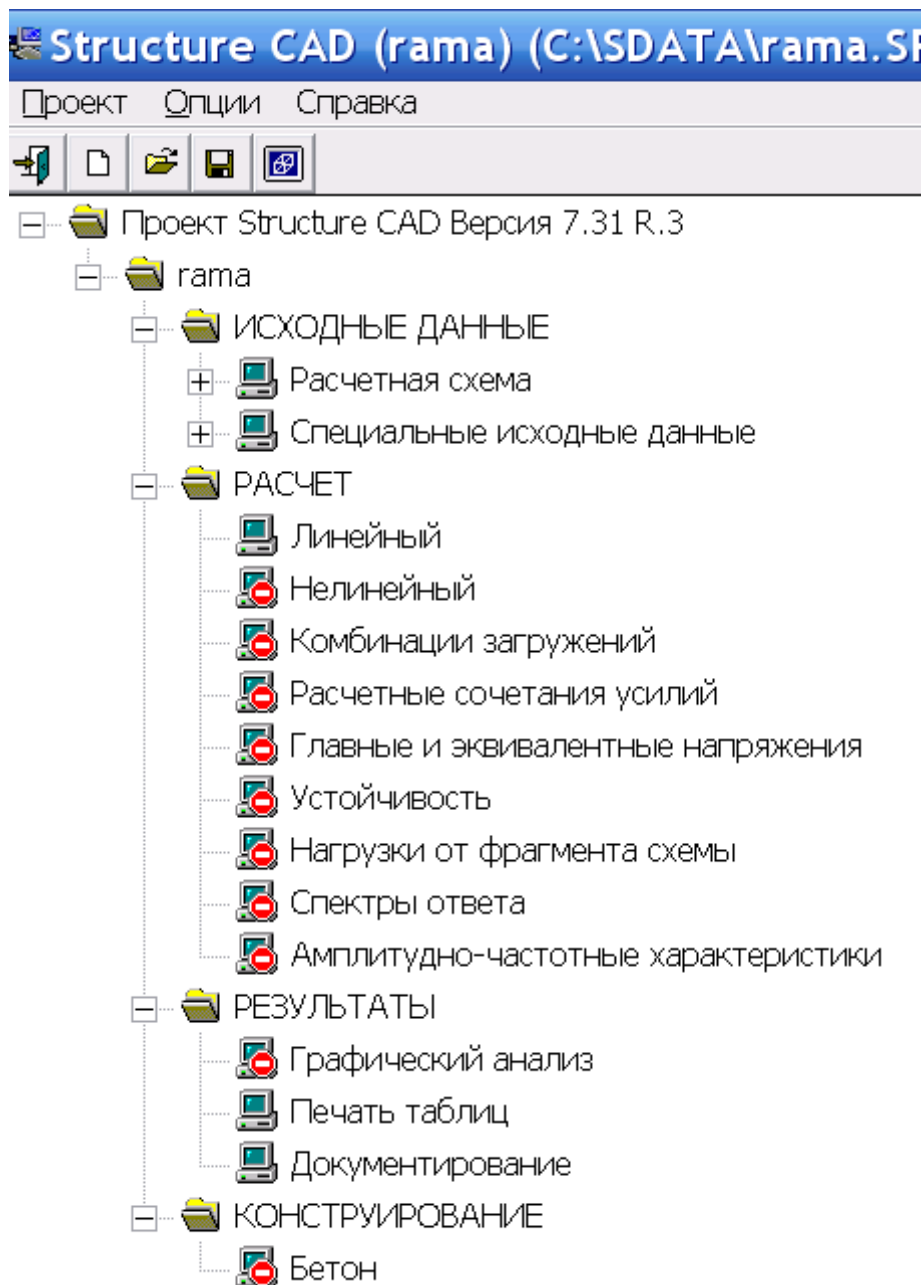 Structure CAD (rama) (C:\SDATA\rama.SP
Проект Опции Справка
Проект Structure CAD Версия 7.31 R.3
rama
ИСХОДНЫЕ ДАННЫЕ
Расчетная схема
Специальные исходные данные
РАСЧЕТ
Линейный
Нелинейный
Комбинации загружений
Расчетные сочетания усилий
Главные и эквивалентные напряжения
Устойчивость
Нагрузки от фрагмента схемы
Спектры ответа
Амплитудно-частотные характеристики
РЕЗУЛЬТАТЫ
Графический анализ
Печать таблиц
Документирование
КОНСТРУИРОВАНИЕ
Бетон